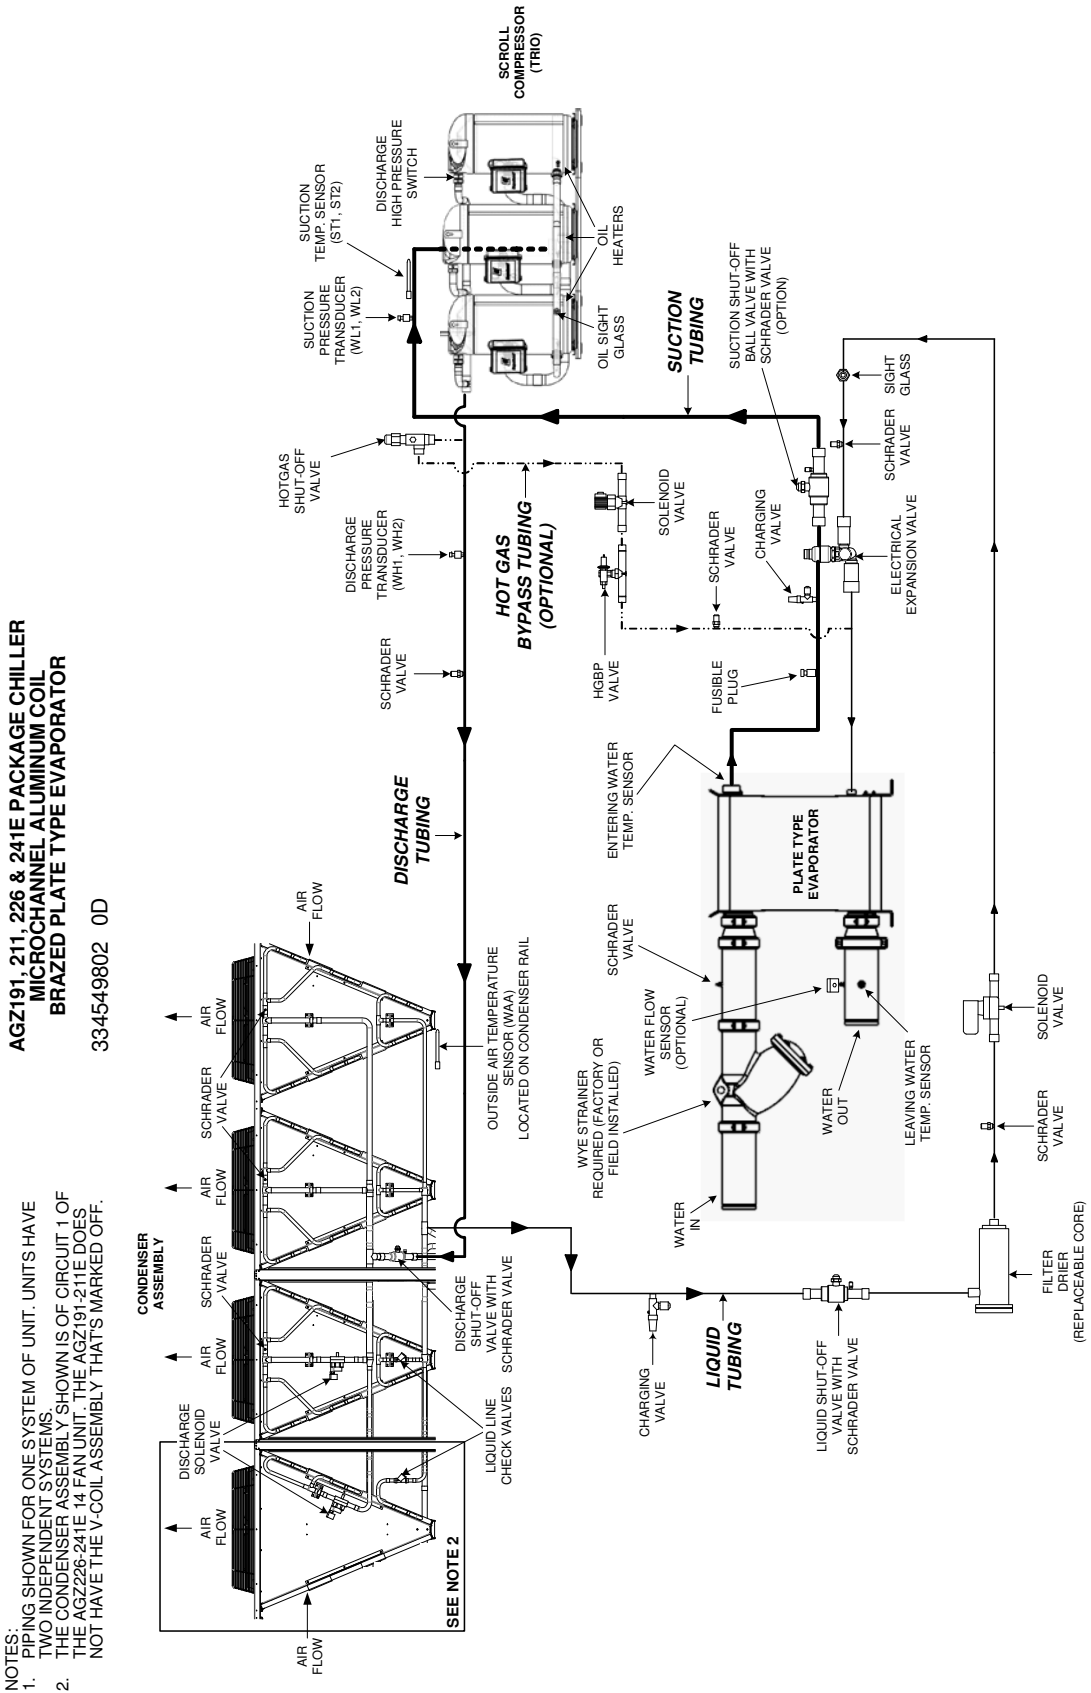 AGZ191, 211, 226 & 241E PACKAGE CHILLER
MICROCHANNEL ALUMINUM COIL
BRAZED PLATE TYPE EVAPORATOR
334549802 0D
NOTES:
1. PIPING SHOWN FOR ONE SYSTEM OF UNIT. UNITS HAVE
TWO INDEPENDENT SYSTEMS.
2. THE CONDENSER ASSEMBLY SHOWN IS OF CIRCUIT 1 OF
THE AGZ226-241E 14 FAN UNIT. THE AGZ191-211E DOES
NOT HAVE THE V-COIL ASSEMBLY THAT'S MARKED OFF.
CONDENSER
ASSEMBLY
AIR
FLOW
DISCHARGE
SOLENOID
VALVE
AIR
FLOW
SCHRADER
VALVE
AIR
FLOW
SCHRADER
VALVE
AIR
FLOW
AIR
FLOW
AIR
FLOW
SEE NOTE 2
LIQUID LINE
CHECK VALVES
DISCHARGE
SHUT-OFF
VALVE WITH
SCHRADER VALVE
OUTSIDE AIR TEMPERATURE
SENSOR (WAA)
LOCATED ON CONDENSER RAIL
DISCHARGE
TUBING
SCHRADER
VALVE
DISCHARGE
PRESSURE
TRANSDUCER
(WH1, WH2)
HOTGAS
SHUT-OFF
VALVE
SUCTION
PRESSURE
TRANSDUCER
(WL1, WL2)
SUCTION
TEMP. SENSOR
(ST1, ST2)
DISCHARGE
HIGH PRESSURE
SWITCH
SCROLL
COMPRESSOR
(TRIO)
OIL SIGHT
GLASS
OIL
HEATERS
HOT GAS
BYPASS TUBING
(OPTIONAL)
SOLENOID
VALVE
HGBP
VALVE
SUCTION
TUBING
SUCTION SHUT-OFF
BALL VALVE WITH
SCHRADER VALVE
(OPTION)
SCHRADER
VALVE
CHARGING
VALVE
FUSIBLE
PLUG
SIGHT
GLASS
SCHRADER
VALVE
ELECTRICAL
EXPANSION VALVE
ENTERING WATER
TEMP. SENSOR
PLATE TYPE
EVAPORATOR
SCHRADER
VALVE
WATER FLOW
SENSOR
(OPTIONAL)
WYE STRAINER
REQUIRED (FACTORY OR
FIELD INSTALLED)
WATER
IN
WATER
OUT
LEAVING WATER
TEMP. SENSOR
CHARGING
VALVE
LIQUID
TUBING
LIQUID SHUT-OFF
VALVE WITH
SCHRADER VALVE
FILTER
DRIER
(REPLACEABLE CORE)
SCHRADER
VALVE
SOLENOID
VALVE